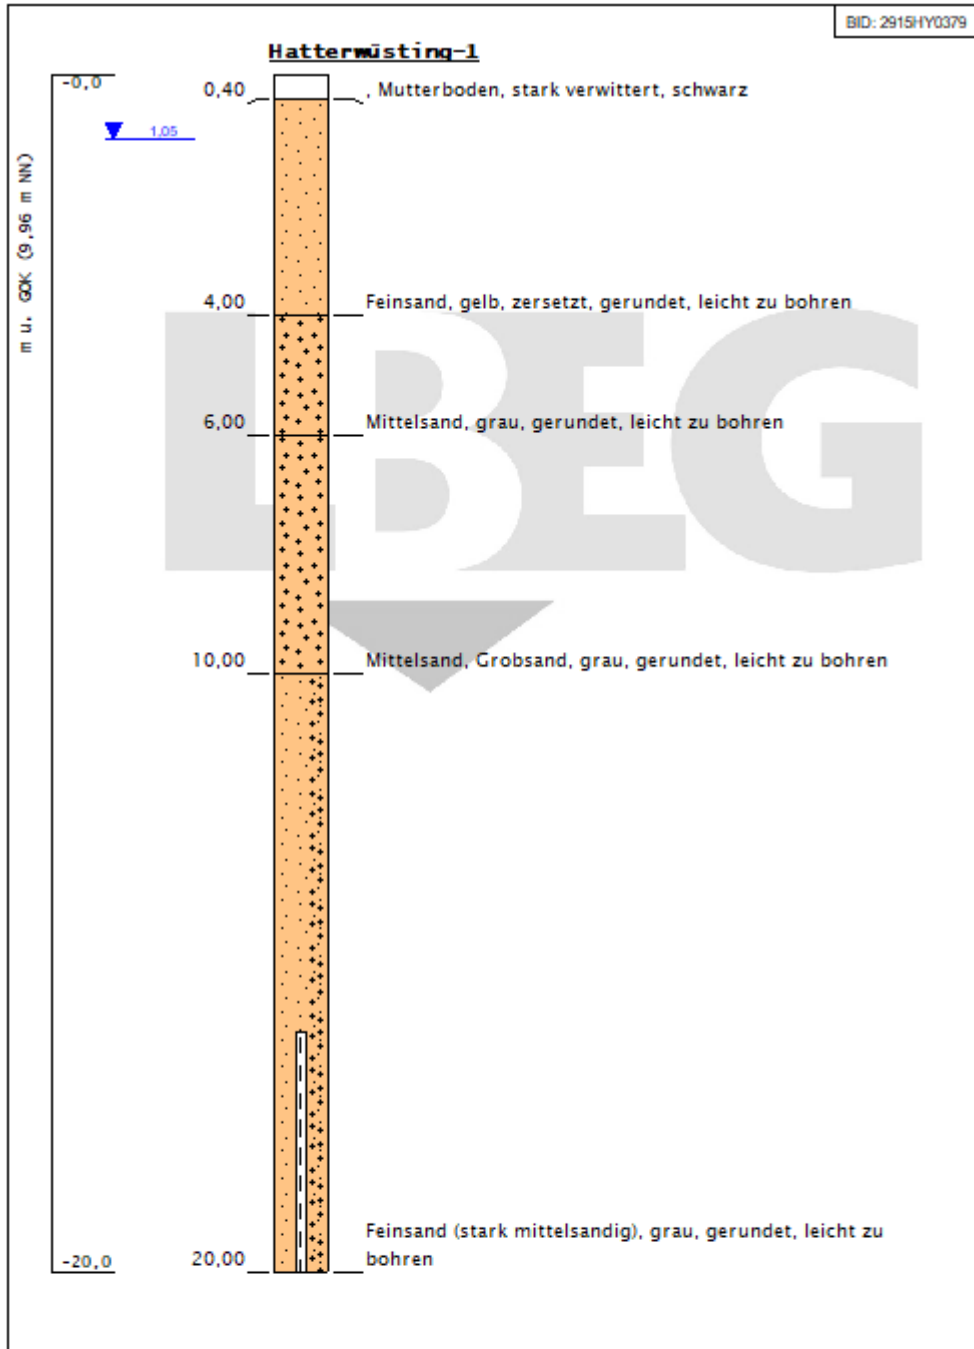 BID: 2915HY0379
Hatterwüsting-1
-0,0
0,40
, Mutterboden, stark verwittert, schwarz
1,05
m u. GOK (9,96 m NN)
4,00
Feinsand, gelb, zersetzt, gerundet, leicht zu bohren
LBEG
6,00
Mittelsand, grau, gerundet, leicht zu bohren
10,00
Mittelsand, Grobsand, grau, gerundet, leicht zu bohren
Feinsand (stark mittelsandig), grau, gerundet, leicht zu
bohren
20,00
-20,0